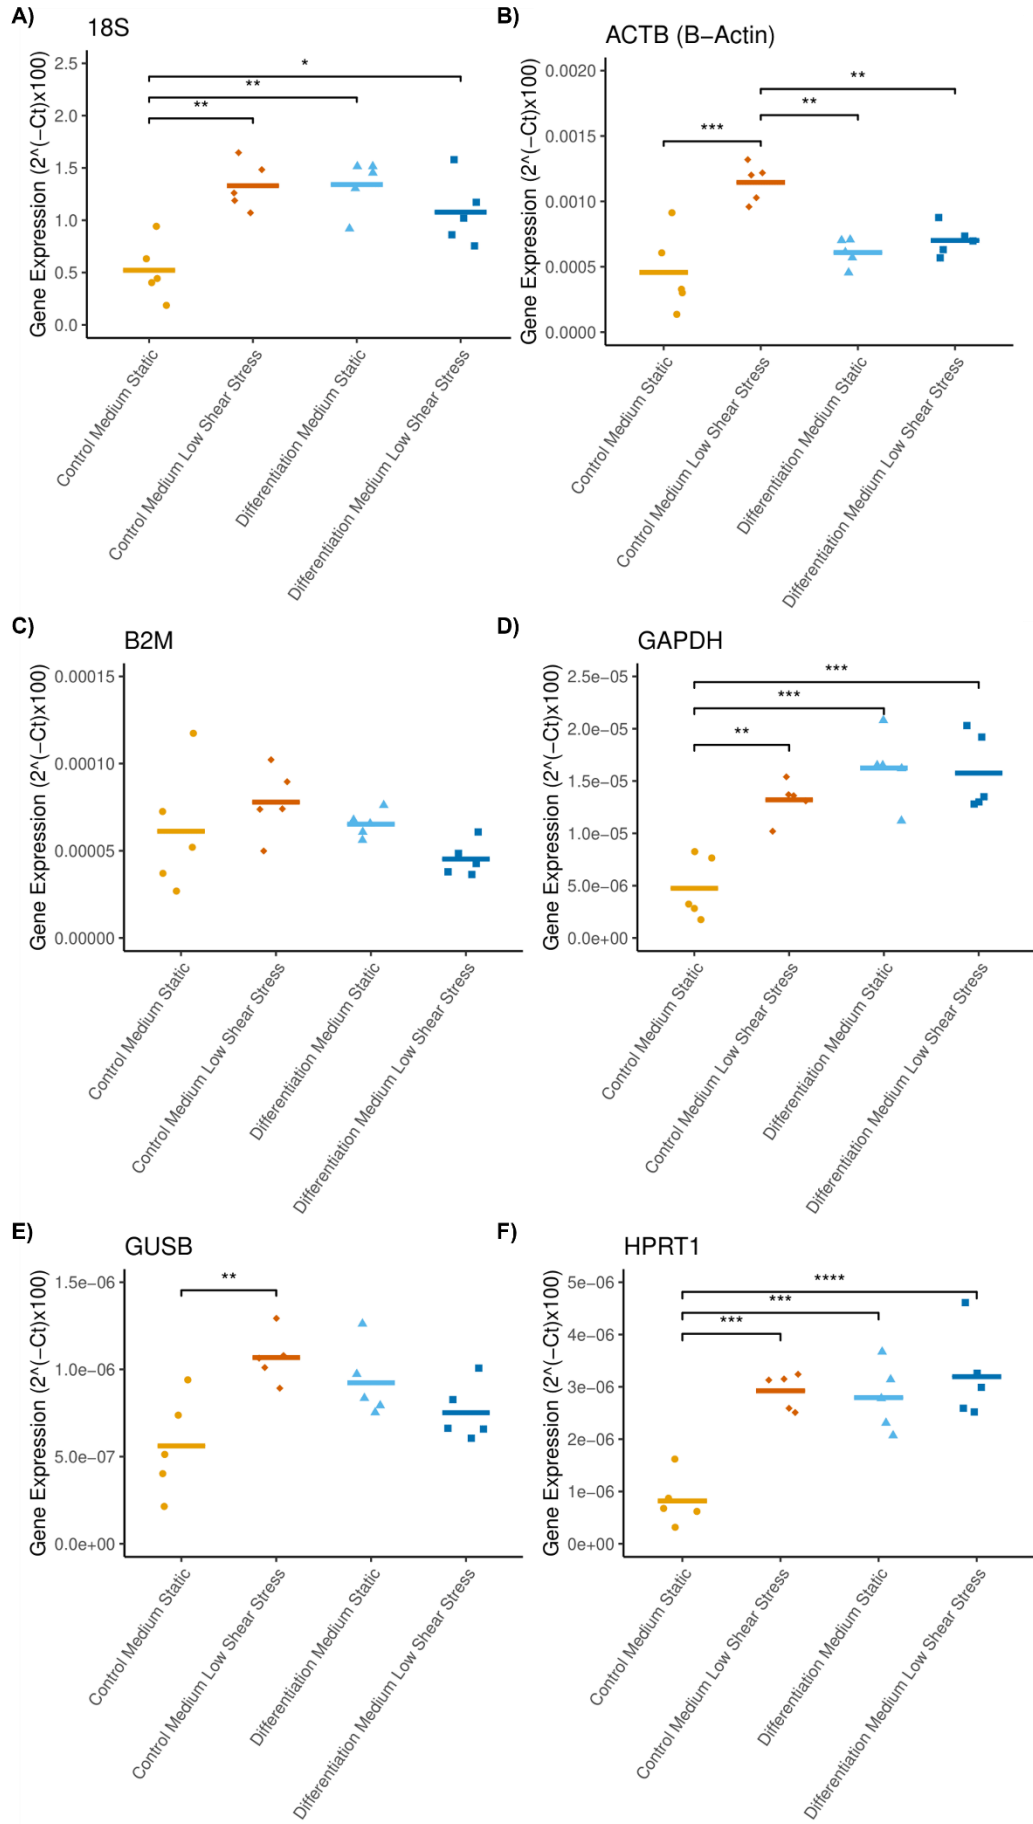 A)
18S
Gene Expression (2^(−Ct)x100)
2.5
2.0
1.5
1.0
0.5
0.0
*
**
**
Control Medium Static
Control Medium Low Shear Stress
Differentiation Medium Static
Differentiation Medium Low Shear Stress
B)
ACTB (B−Actin)
Gene Expression (2^(−Ct)x100)
0.0020
0.0015
0.0010
0.0005
0.0000
**
**
***
Control Medium Static
Control Medium Low Shear Stress
Differentiation Medium Static
Differentiation Medium Low Shear Stress
C)
B2M
Gene Expression (2^(−Ct)x100)
0.00015
0.00010
0.00005
0.00000
Control Medium Static
Control Medium Low Shear Stress
Differentiation Medium Static
Differentiation Medium Low Shear Stress
D)
GAPDH
Gene Expression (2^(−Ct)x100)
2.5e−05
2.0e−05
1.5e−05
1.0e−05
5.0e−06
0.0e+00
***
***
**
Control Medium Static
Control Medium Low Shear Stress
Differentiation Medium Static
Differentiation Medium Low Shear Stress
E)
GUSB
Gene Expression (2^(−Ct)x100)
1.5e−06
1.0e−06
5.0e−07
0.0e+00
**
Control Medium Static
Control Medium Low Shear Stress
Differentiation Medium Static
Differentiation Medium Low Shear Stress
F)
HPRT1
Gene Expression (2^(−Ct)x100)
5e−06
4e−06
3e−06
2e−06
1e−06
0e+00
****
***
***
Control Medium Static
Control Medium Low Shear Stress
Differentiation Medium Static
Differentiation Medium Low Shear Stress